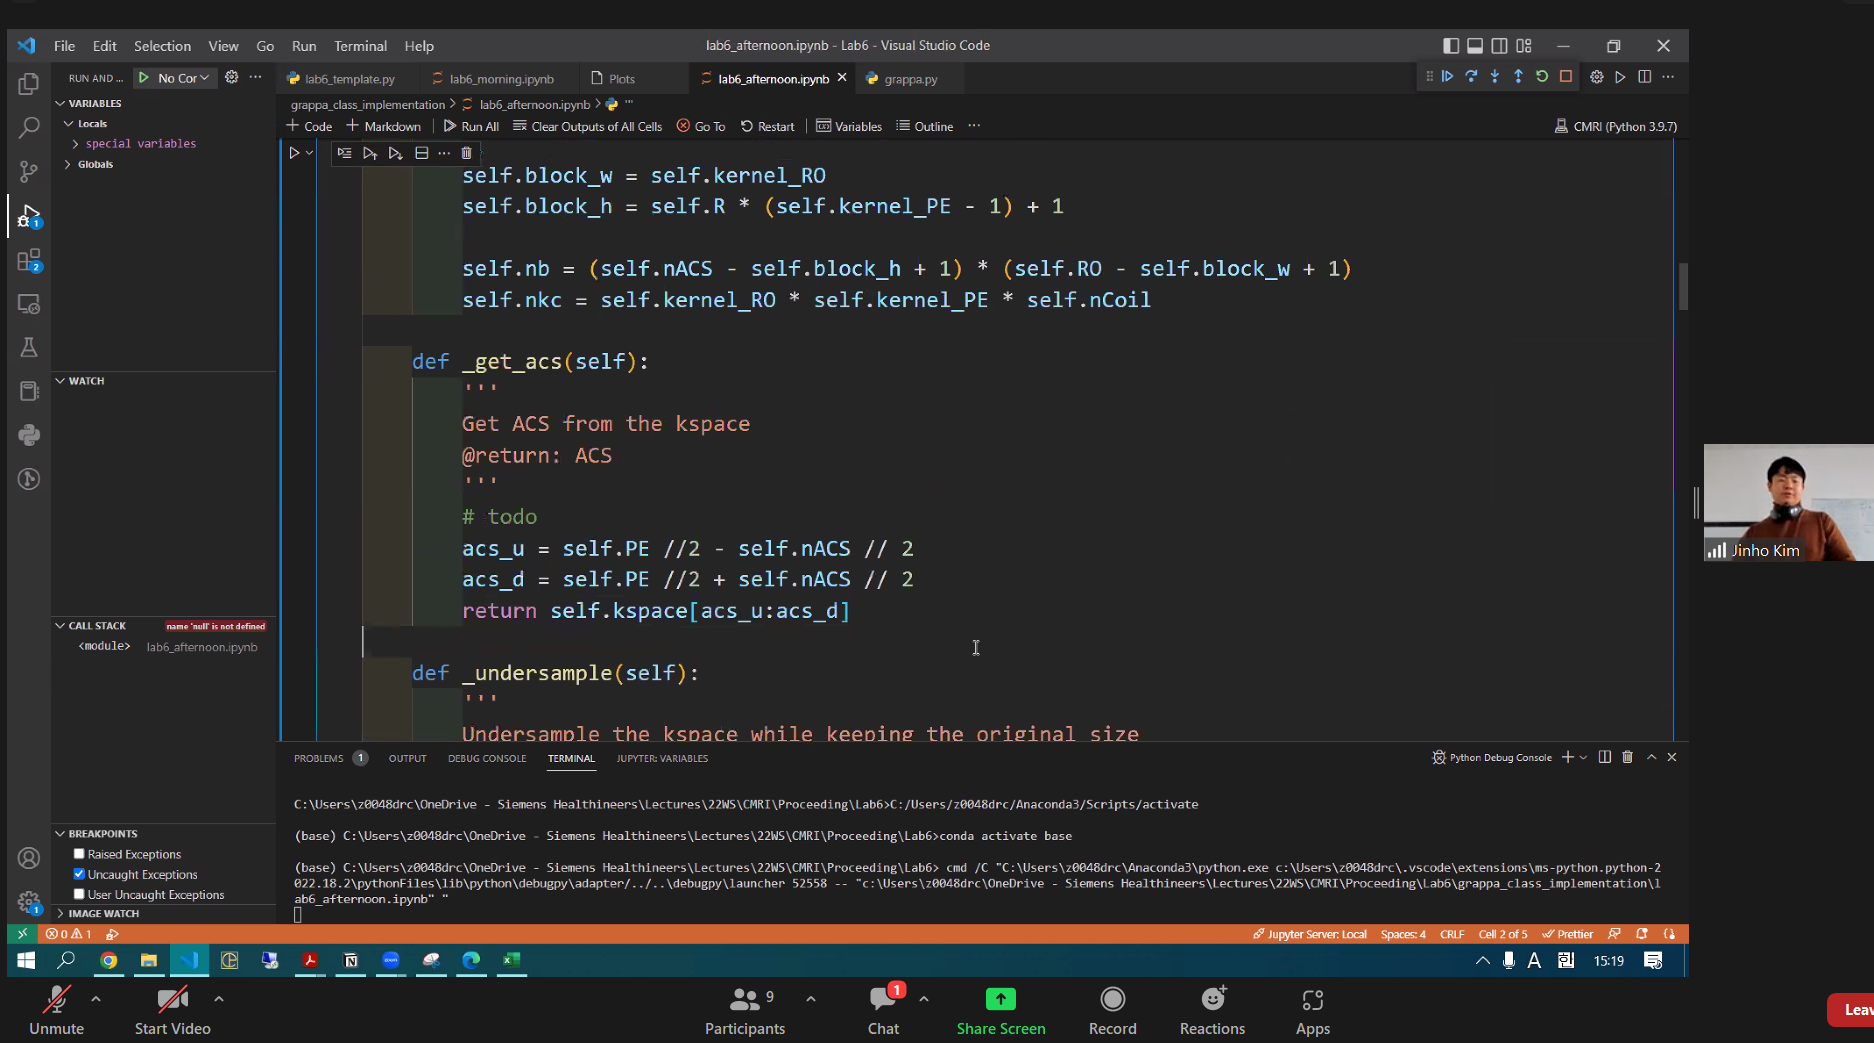 File Edit Selection View Go Run Terminal Help
lab6_afternoon.ipynb - Lab6 - Visual Studio Code
RUN AND ... No Cor
lab6_template.py lab6_morning.ipynb Plots lab6_afternoon.ipynb grappa.py
VARIABLES
Locals
special variables
Globals
grappa_class_implementation > lab6_afternoon.ipynb > '''
+ Code + Markdown Run All Clear Outputs of All Cells Go To Restart Variables Outline ... CMRI (Python 3.9.7)
self.block_w = self.kernel_RO
self.block_h = self.R * (self.kernel_PE - 1) + 1
self.nb = (self.nACS - self.block_h + 1) * (self.RO - self.block_w + 1)
self.nkc = self.kernel_RO * self.kernel_PE * self.nCoil
def _get_acs(self):
'''
Get ACS from the kspace
@return: ACS
'''
# todo
acs_u = self.PE //2 - self.nACS // 2
acs_d = self.PE //2 + self.nACS // 2
return self.kspace[acs_u:acs_d]
def _undersample(self):
'''
Undersample the kspace while keeping the original size
WATCH
CALL STACK name 'null' is not defined
<module> lab6_afternoon.ipynb
BREAKPOINTS
Raised Exceptions
Uncaught Exceptions
User Uncaught Exceptions
IMAGE WATCH
1
2
1
Jinho Kim
PROBLEMS 1 OUTPUT DEBUG CONSOLE TERMINAL JUPYTER: VARIABLES
Python Debug Console
C:\Users\z0048drc\OneDrive - Siemens Healthineers\Lectures\22WS\CMRI\Proceeding\Lab6>C:/Users/z0048drc/Anaconda3/Scripts/activate
(base) C:\Users\z0048drc\OneDrive - Siemens Healthineers\Lectures\22WS\CMRI\Proceeding\Lab6>conda activate base
(base) C:\Users\z0048drc\OneDrive - Siemens Healthineers\Lectures\22WS\CMRI\Proceeding\Lab6> cmd /C "C:\Users\z0048drc\Anaconda3\python.exe c:\Users\z0048drc\.vscode\extensions\ms-python.python-2
022.18.2\pythonFiles\lib\python\debugpy\adapter/../..\debugpy\launcher 52558 -- "c:\Users\z0048drc\OneDrive - Siemens Healthineers\Lectures\22WS\CMRI\Proceeding\Lab6\grappa_class_implementation\l
ab6_afternoon.ipynb" "
0 1 Jupyter Server: Local Spaces: 4 CRLF Cell 2 of 5 Prettier
A 한 15:19
9 1
Unmute Start Video Participants Chat Share Screen Record Reactions Apps Leav